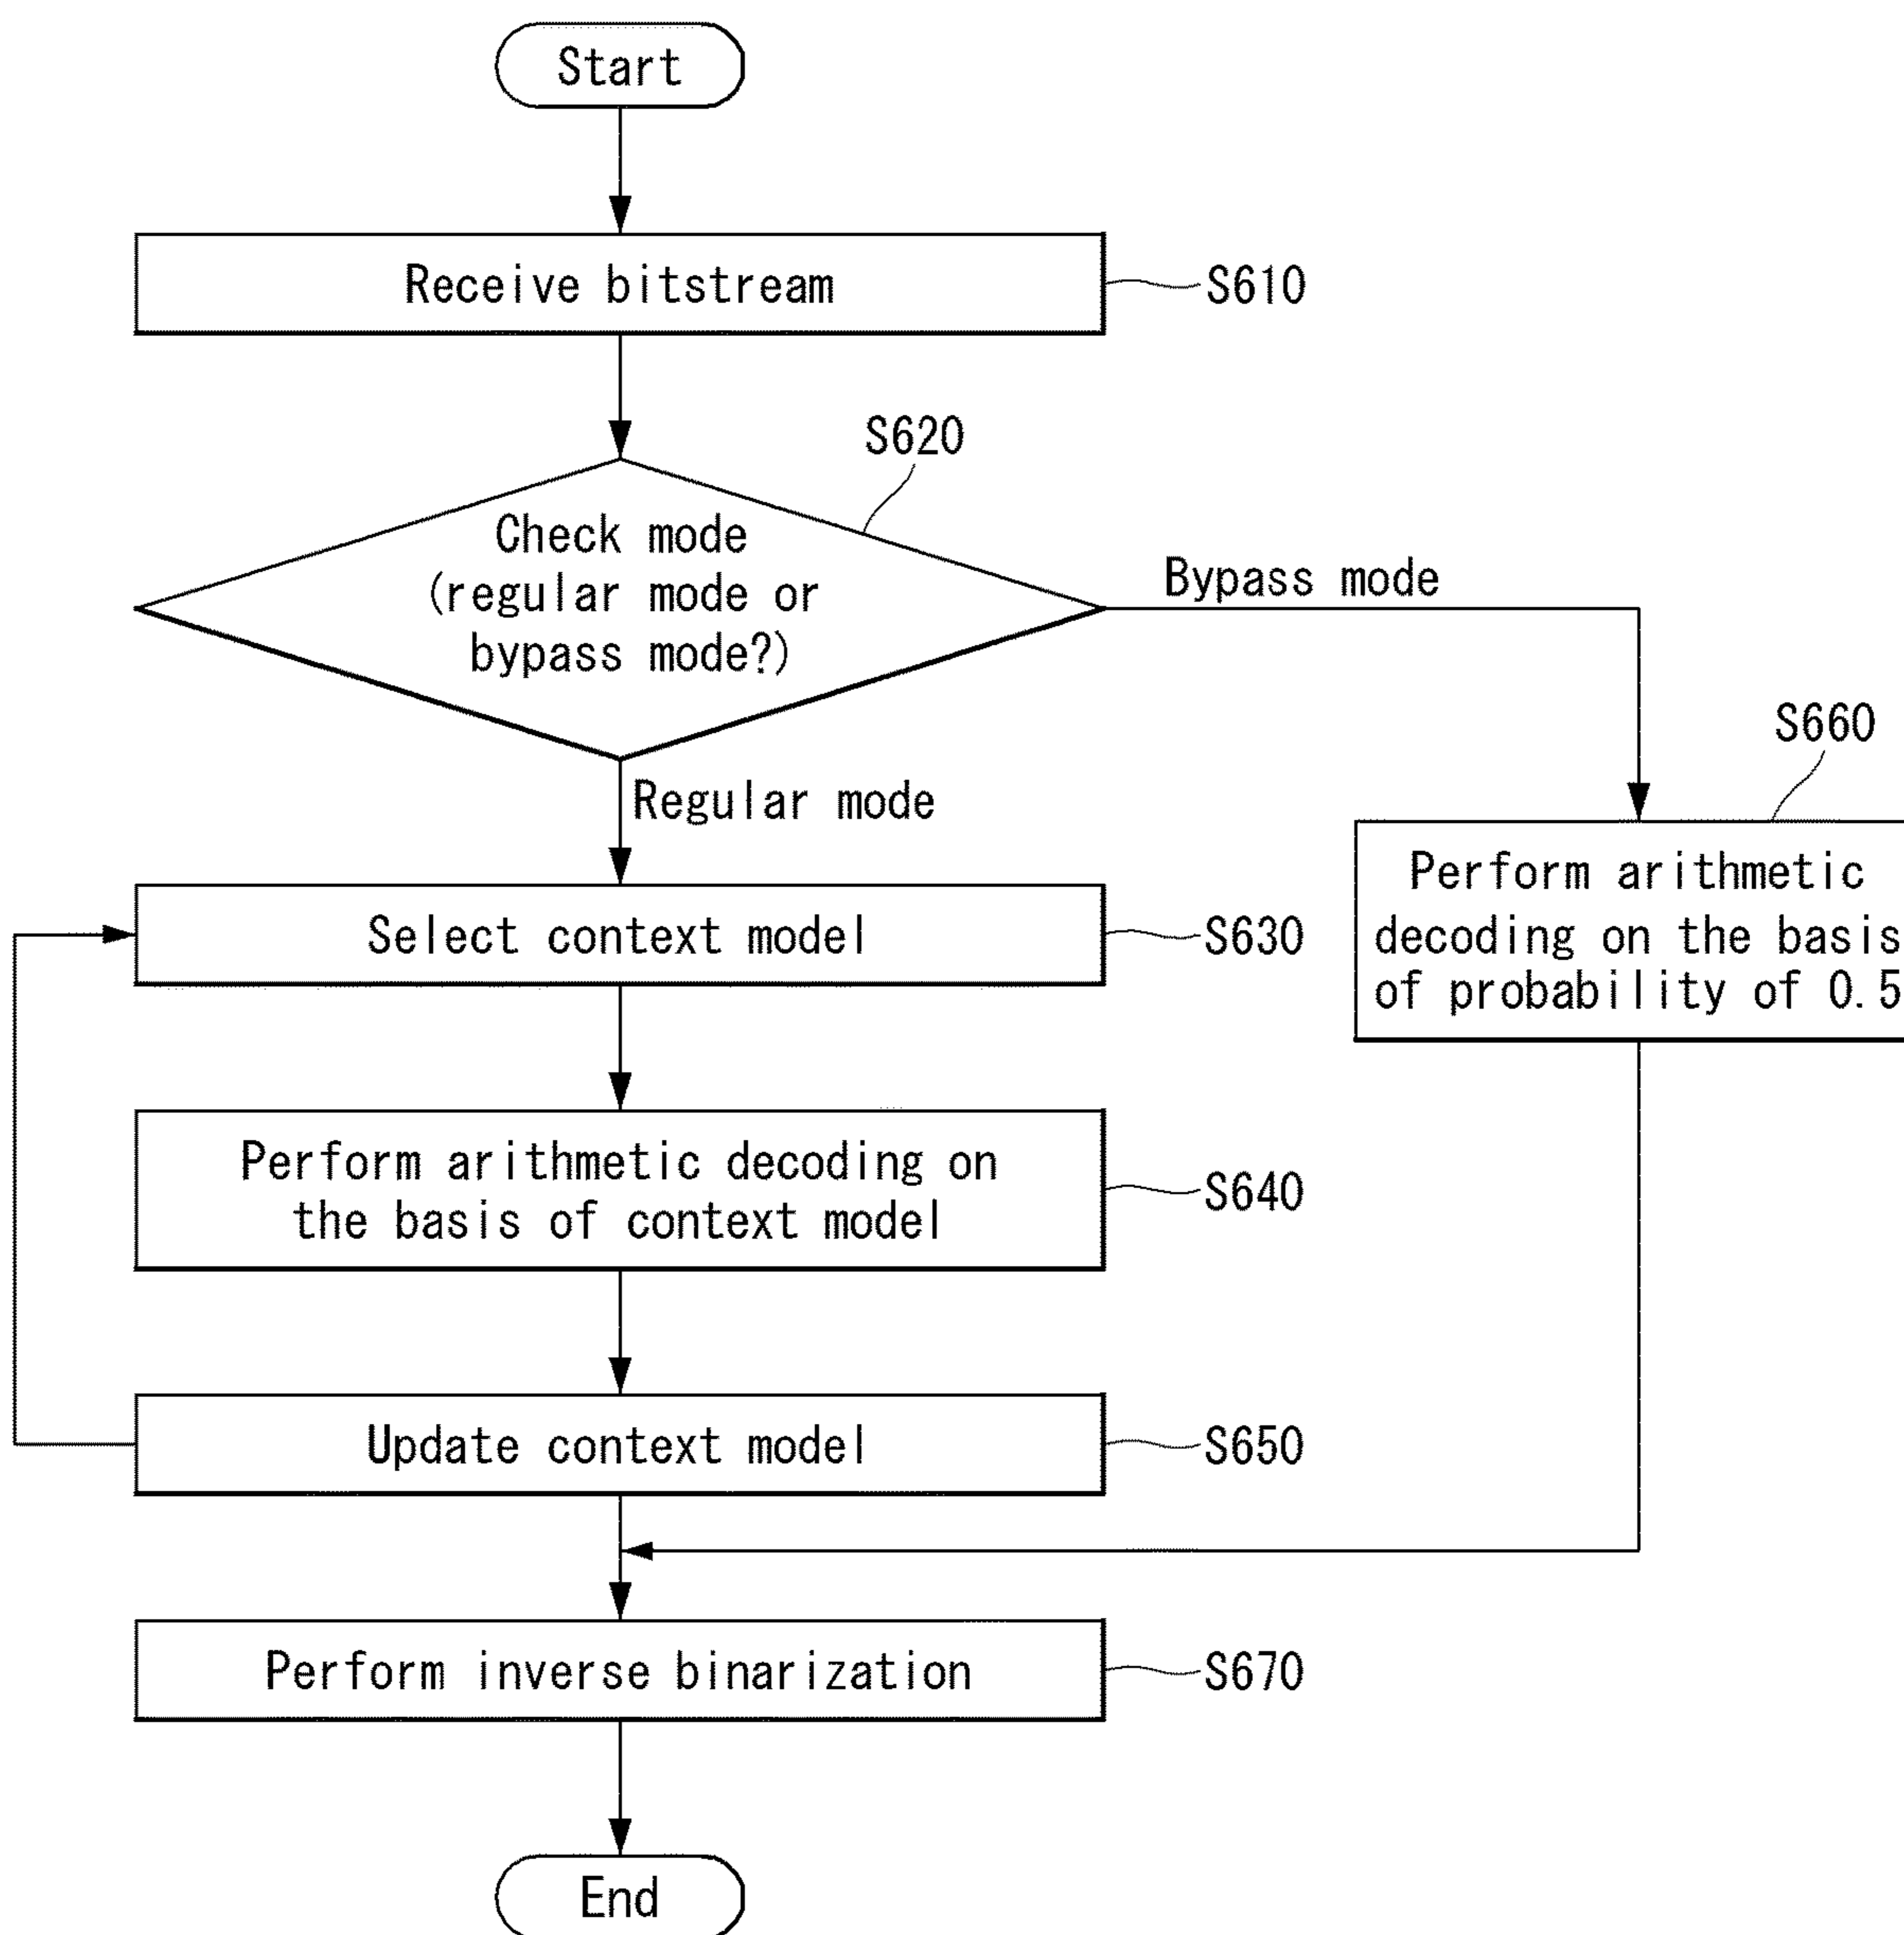 Start
Receive bitstream
S610
S620
Check mode
(regular mode or
bypass mode?)
Bypass mode
Regular mode
S660
Perform arithmetic
decoding on the basis
of probability of 0.5
Select context model
S630
Perform arithmetic decoding on
the basis of context model
S640
Update context model
S650
Perform inverse binarization
S670
End